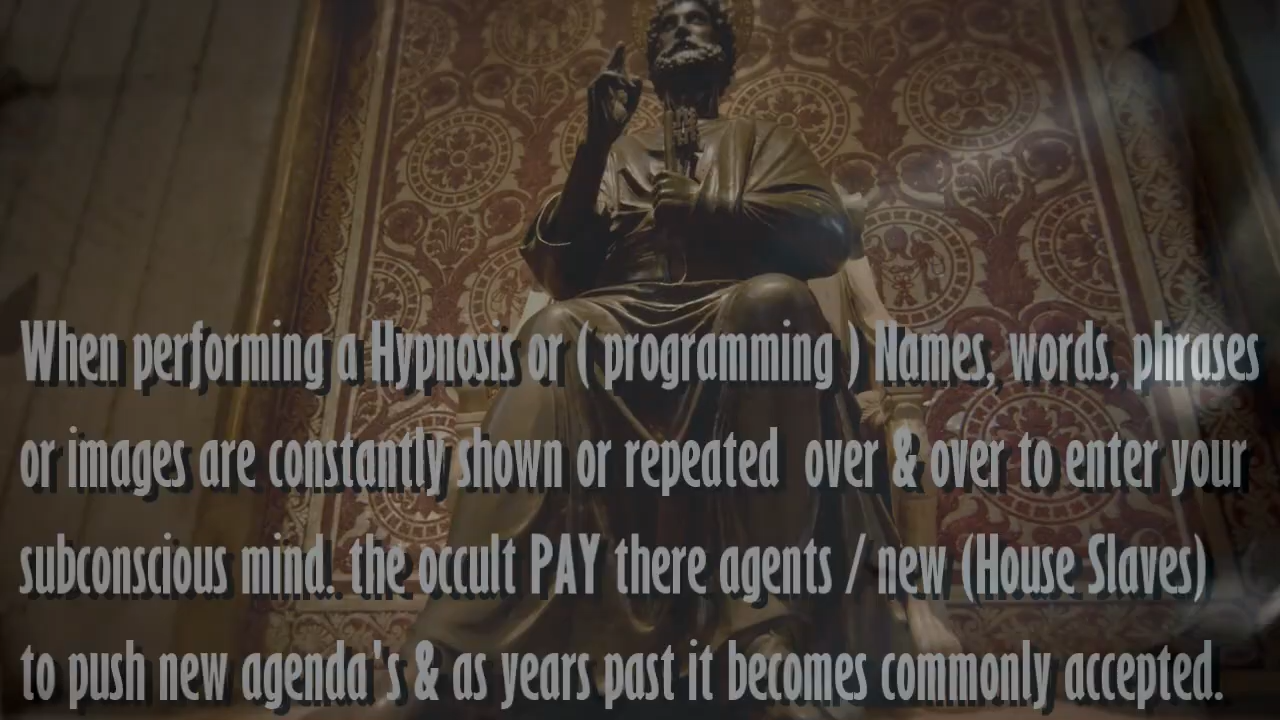 When performing a Hypnosis or ( programming ) Names, words, phrases
or images are constantly shown or repeated over & over to enter your
subconscious mind. the occult PAY there agents / new (House Slaves)
to push new agenda's & as years past it becomes commonly accepted.